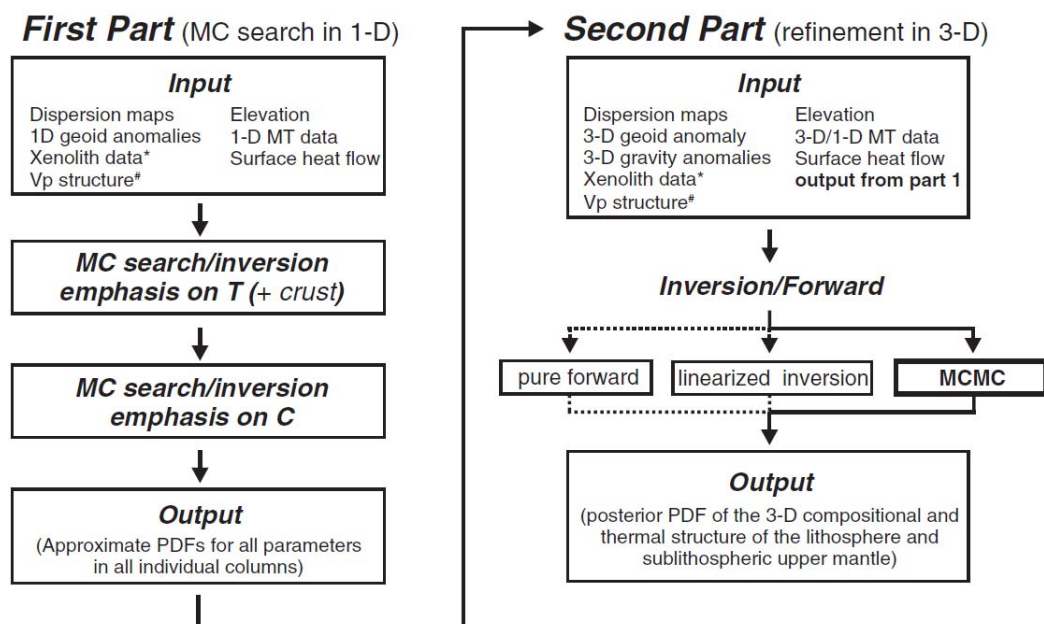 First Part (MC search in 1-D)
Input
Dispersion maps
1D geoid anomalies
Xenolith data*
Vp structure#
Elevation
1-D MT data
Surface heat flow
MC search/inversion
emphasis on T (+ crust)
MC search/inversion
emphasis on C
Output
(Approximate PDFs for all parameters
in all individual columns)
Second Part (refinement in 3-D)
Input
Dispersion maps
3-D geoid anomaly
3-D gravity anomalies
Xenolith data*
Vp structure#
Elevation
3-D/1-D MT data
Surface heat flow
output from part 1
Inversion/Forward
pure forward
linearized inversion
MCMC
Output
(posterior PDF of the 3-D compositional and
thermal structure of the lithosphere and
sublithospheric upper mantle)